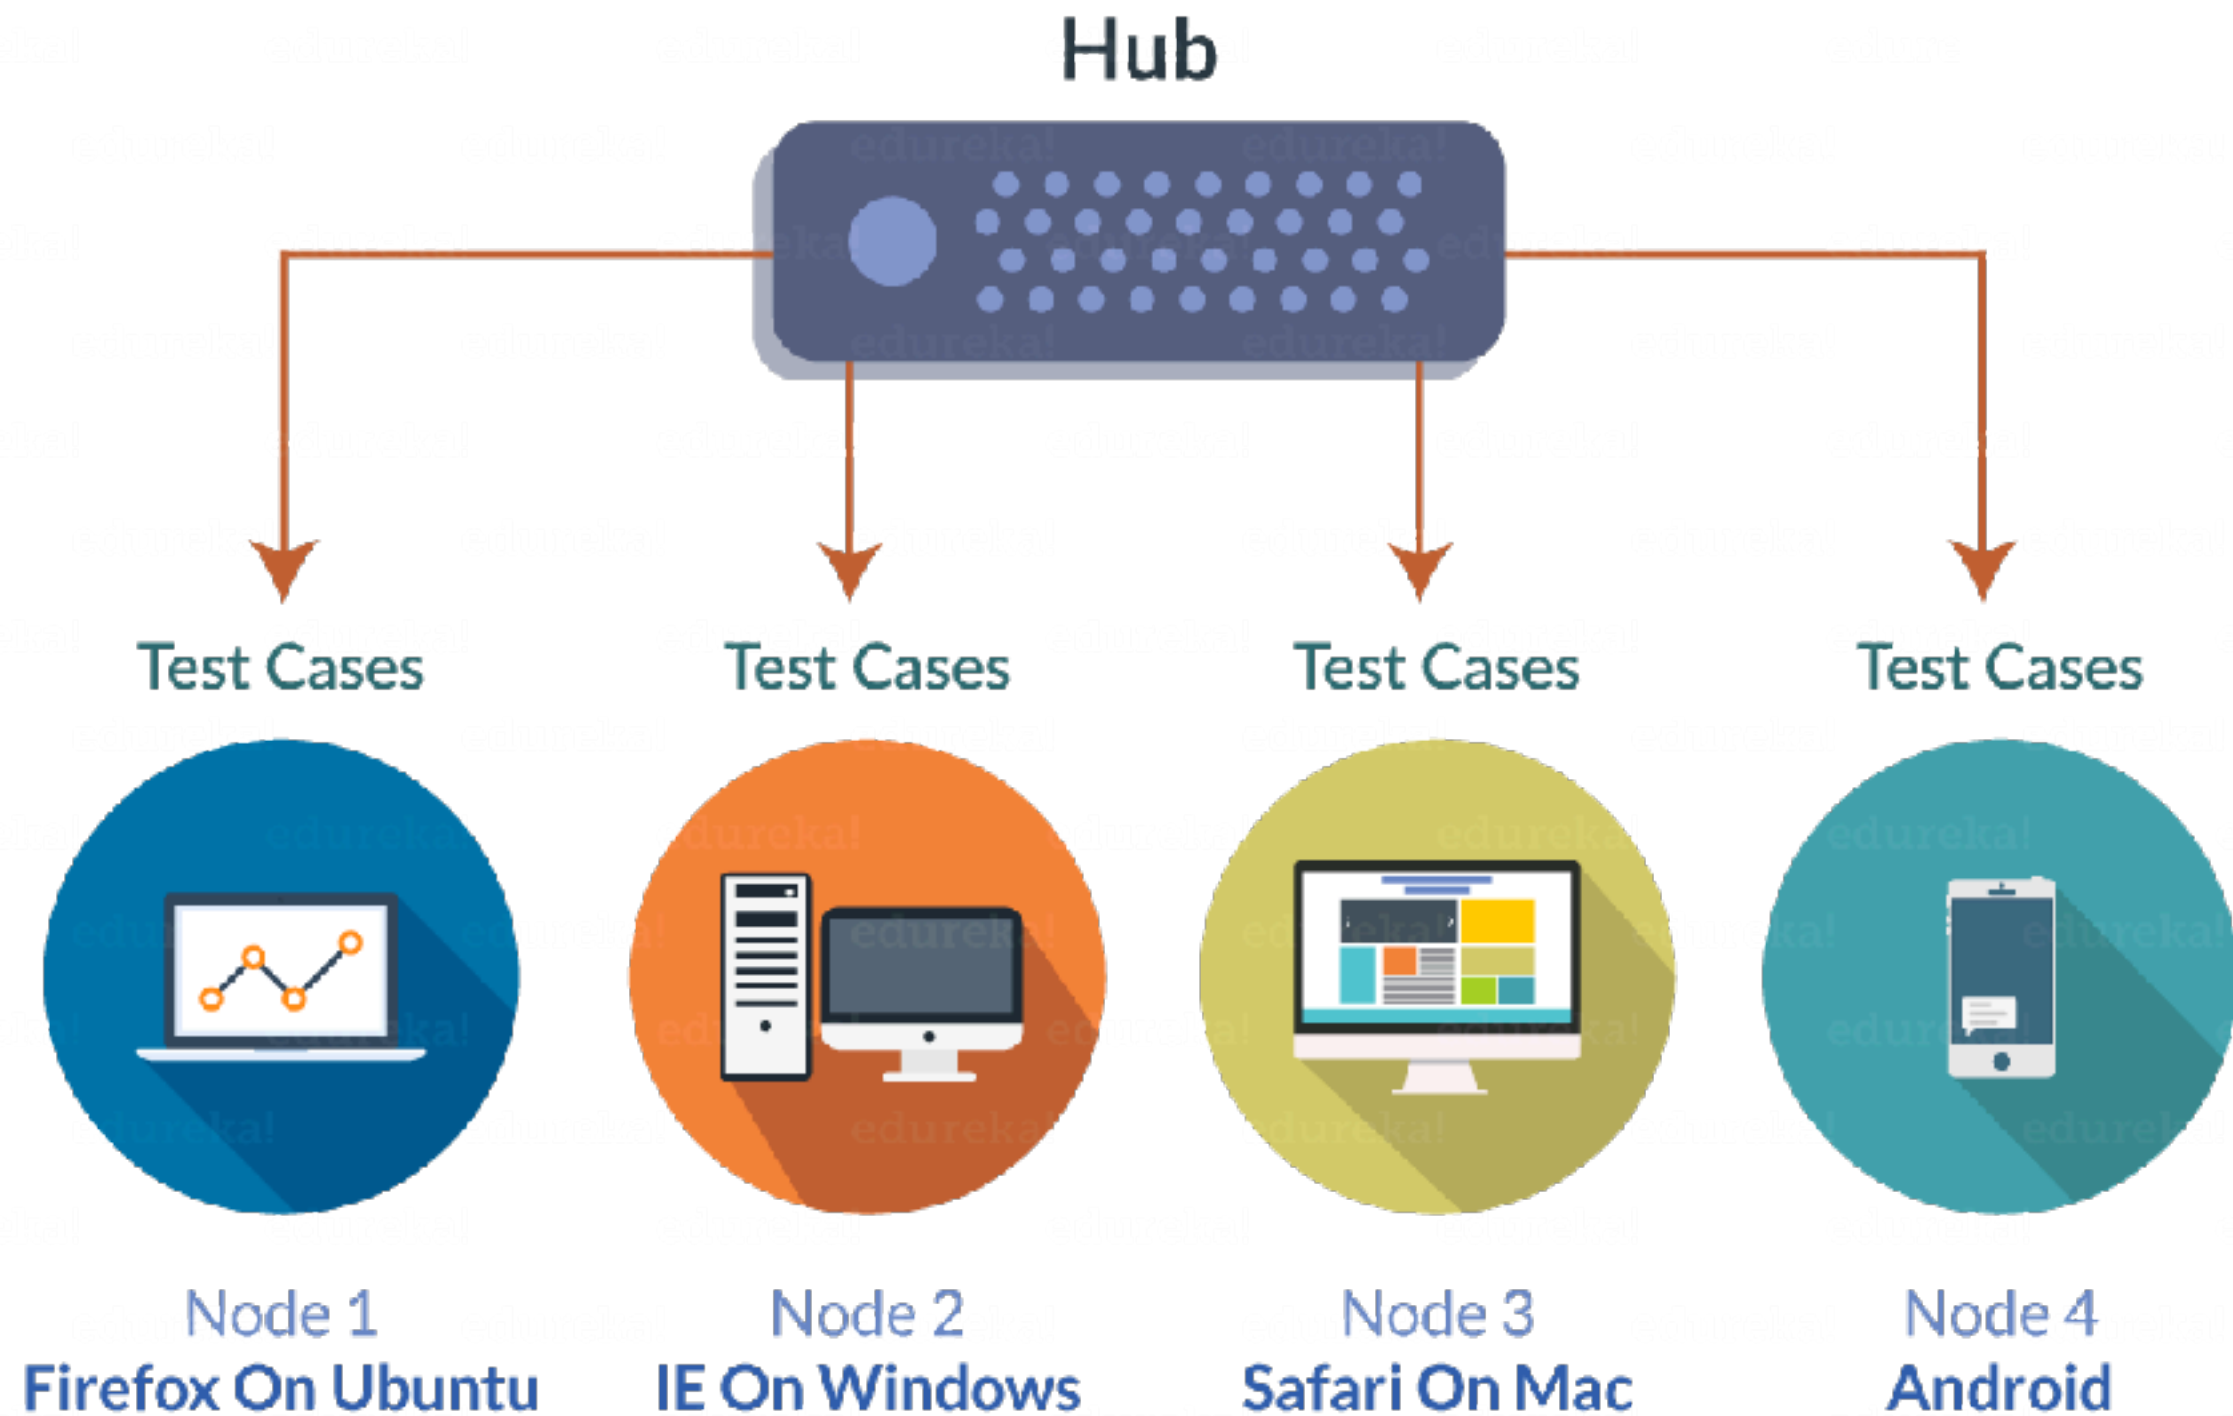 Hub
Test Cases
Test Cases
Test Cases
Test Cases
edureka!
Node 1
Firefox On Ubuntu
Node 2
IE On Windows
Node 3
Safari On Mac
Node 4
Android